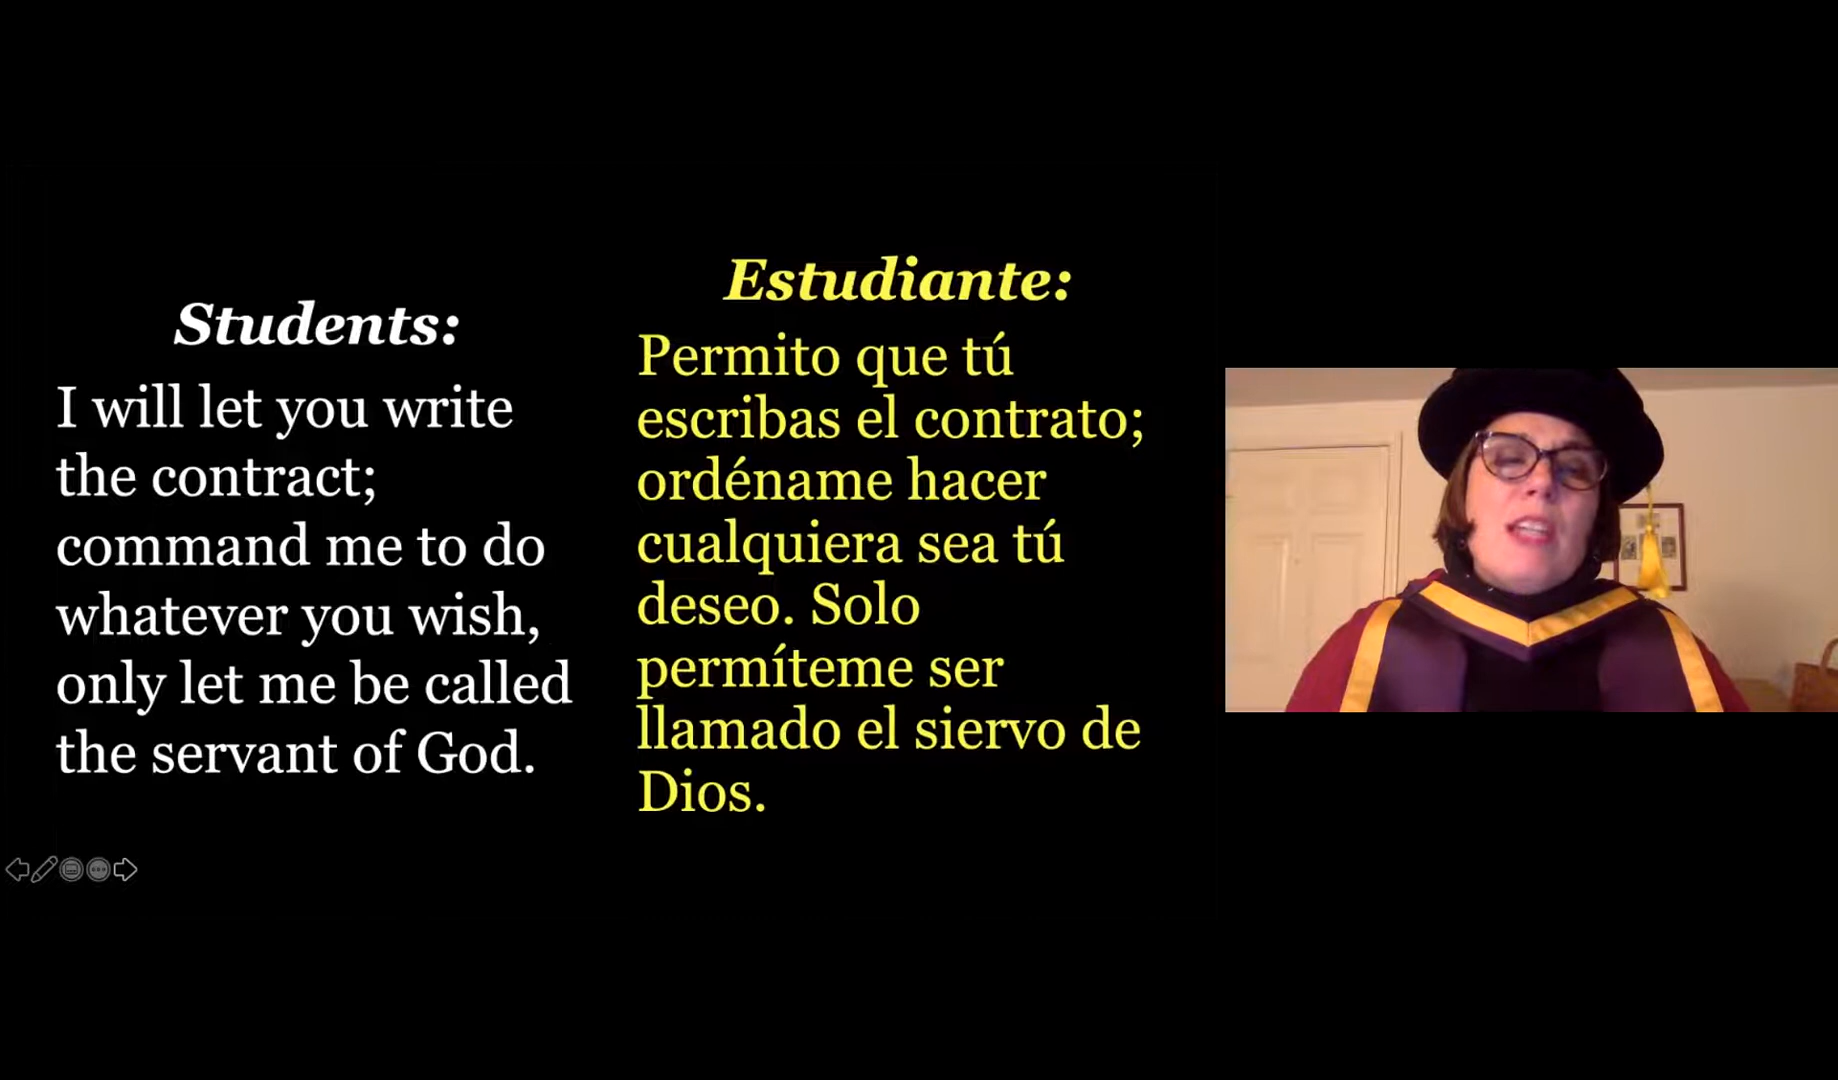 Students:
I will let you write
the contract;
command me to do
whatever you wish,
only let me be called
the servant of God.
Estudiante:
Permito que tú
escribas el contrato;
ordéname hacer
cualquiera sea tú
deseo. Solo
permíteme ser
llamado el siervo de
Dios.